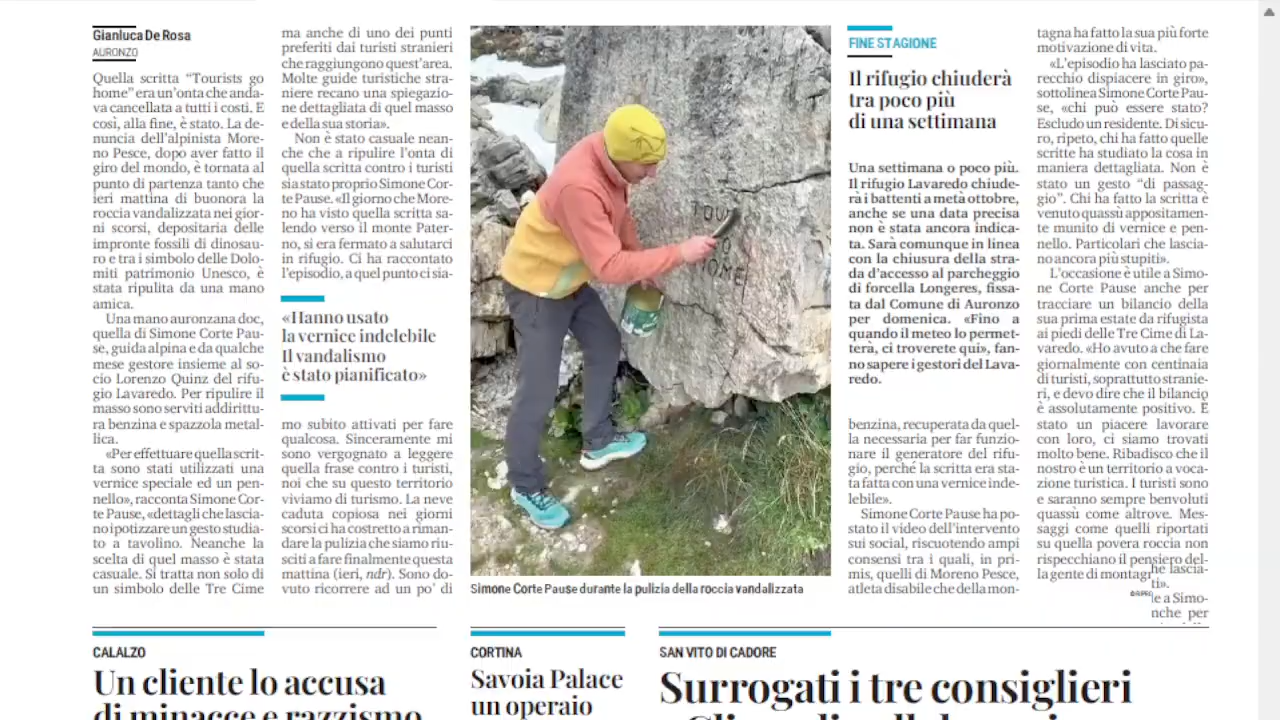 Gianluca De Rosa
AURONZO
Quella scritta “Tourists go
home” era un’onta che anda-
va cancellata a tutti i costi. E
così, alla fine, è stato. La de-
nuncia dell’alpinista More-
no Pesce, dopo aver fatto il
giro del mondo, è tornata al
punto di partenza tanto che
ieri mattina di buonora la
roccia vandalizzata nei gior-
ni scorsi, depositaria delle
impronte fossili di dinosau-
ro e tra i simbolo delle Dolo-
miti patrimonio Unesco, è
stata ripulita da una mano
amica.
Una mano auronzana doc,
quella di Simone Corte Pau-
se, guida alpina e da qualche
mese gestore insieme al so-
cio Lorenzo Quinz del rifu-
gio Lavaredo. Per ripulire il
masso sono serviti addirittu-
ra benzina e spazzola metal-
lica.
«Per effettuare quella scrit-
ta sono stati utilizzati una
vernice speciale ed un pen-
nello», racconta Simone Cor-
te Pause, «dettagli che lascia-
no ipotizzare un gesto studia-
to a tavolino. Neanche la
scelta di quel masso è stata
casuale. Si tratta non solo di
un simbolo delle Tre Cime
ma anche di uno dei punti
preferiti dai turisti stranieri
che raggiungono quest’area.
Molte guide turistiche stra-
niere recano una spiegazio-
ne dettagliata di quel masso
e della sua storia».
Non è stato casuale nean-
che che a ripulire l’onta di
quella scritta contro i turisti
sia stato proprio Simone Cor-
te Pause. «Il giorno che More-
no ha visto quella scritta sa-
lendo verso il monte Pater-
no, si era fermato a salutarci
in rifugio. Ci ha raccontato
l’episodio, a quel punto ci sia-
«Hanno usato
la vernice indelebile
Il vandalismo
è stato pianificato»
mo subito attivati per fare
qualcosa. Sinceramente mi
sono vergognato a leggere
quella frase contro i turisti,
noi che su questo territorio
viviamo di turismo. La neve
caduta copiosa nei giorni
scorsi ci ha costretto a riman-
dare la pulizia che siamo riu-
sciti a fare finalmente questa
mattina (ieri, ndr). Sono do-
vuto ricorrere ad un po’ di
TOU
O
HOME
Simone Corte Pause durante la pulizia della roccia vandalizzata
FINE STAGIONE
Il rifugio chiuderà
tra poco più
di una settimana
Una settimana o poco più.
Il rifugio Lavaredo chiude-
rà i battenti a metà ottobre,
anche se una data precisa
non è stata ancora indica-
ta. Sarà comunque in linea
con la chiusura della stra-
da d’accesso al parcheggio
di forcella Longeres, fissa-
ta dal Comune di Auronzo
per domenica. «Fino a
quando il meteo lo permet-
terà, ci troverete qui», fan-
no sapere i gestori del Lava-
redo.
benzina, recuperata da quel-
la necessaria per far funzio-
nare il generatore del rifu-
gio, perché la scritta era sta-
ta fatta con una vernice inde-
lebile».
Simone Corte Pause ha po-
stato il video dell’intervento
sui social, riscuotendo ampi
consensi tra i quali, in pri-
mis, quelli di Moreno Pesce,
atleta disabile che della mon-
tagna ha fatto la sua più forte
motivazione di vita.
«L’episodio ha lasciato pa-
recchio dispiacere in giro»,
sottolinea Simone Corte Pau-
se, «chi può essere stato?
Escludo un residente. Di sicu-
ro, ripeto, chi ha fatto quelle
scritte ha studiato la cosa in
maniera dettagliata. Non è
stato un gesto “di passag-
gio”. Chi ha fatto la scritta è
venuto quassù appositamen-
te munito di vernice e pen-
nello. Particolari che lascia-
no ancora più stupiti».
L’occasione è utile a Simo-
ne Corte Pause anche per
tracciare un bilancio della
sua prima estate da rifugista
ai piedi delle Tre Cime di La-
varedo. «Ho avuto a che fare
giornalmente con centinaia
di turisti, soprattutto stranie-
ri, e devo dire che il bilancio
è assolutamente positivo. È
stato un piacere lavorare
con loro, ci siamo trovati
molto bene. Ribadisco che il
nostro è un territorio a voca-
zione turistica. I turisti sono
e saranno sempre benvoluti
quassù come altrove. Mes-
saggi come quelli riportati
su quella povera roccia non
rispecchiano il pensiero del-
la gente di montagn
he lascia-
ti».
le a Simo-
nche per
CALALZO
Un cliente lo accusa
di minacce e razzismo
CORTINA
Savoia Palace
un operaio
SAN VITO DI CADORE
Surrogati i tre consiglieri